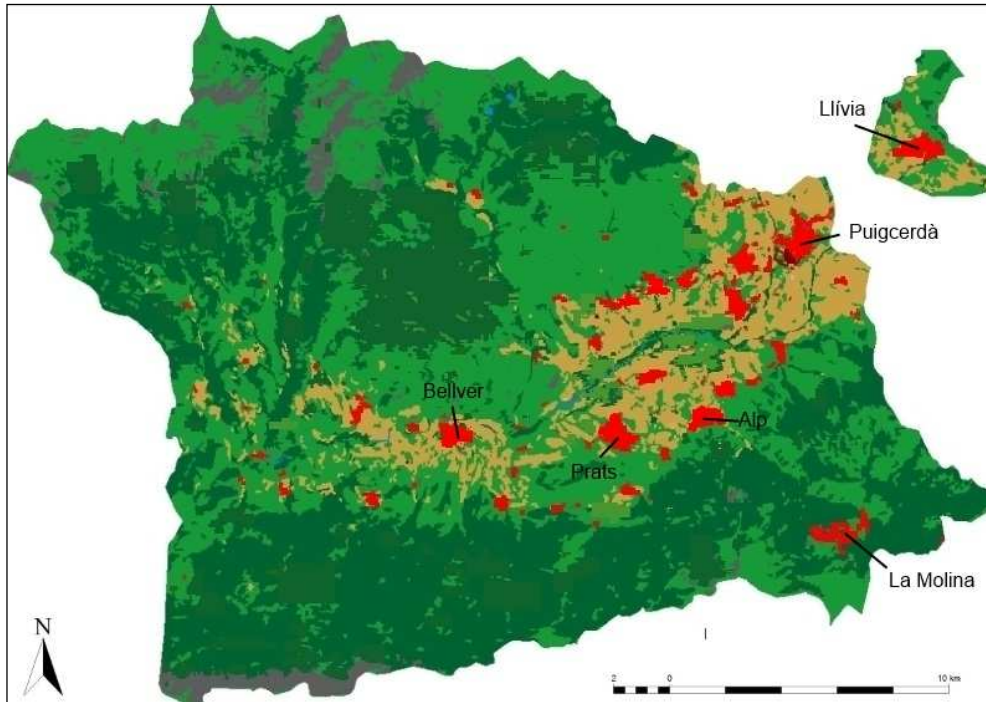 Llívia
Puigcerdà
Bellver
Alp
Prats
La Molina
N
2 0 10 km